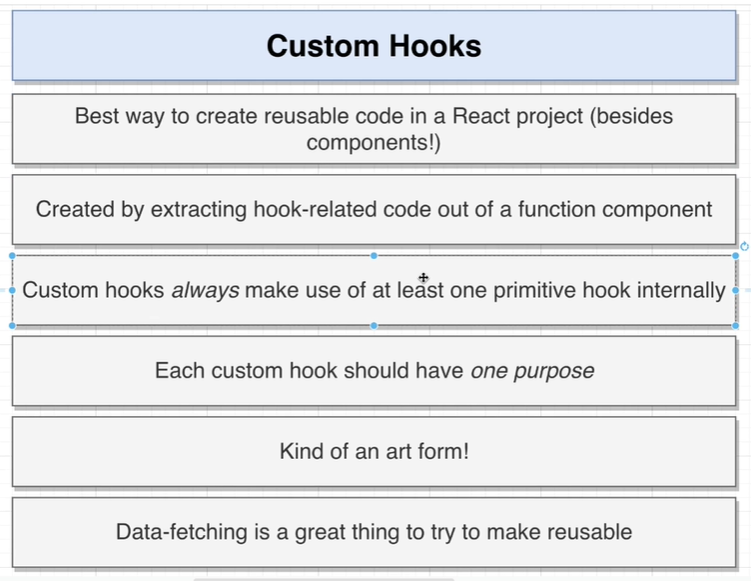 Custom Hooks
Best way to create reusable code in a React project (besides
components!)
Created by extracting hook-related code out of a function component
Custom hooks always make use of at least one primitive hook internally
Each custom hook should have one purpose
Kind of an art form!
Data-fetching is a great thing to try to make reusable